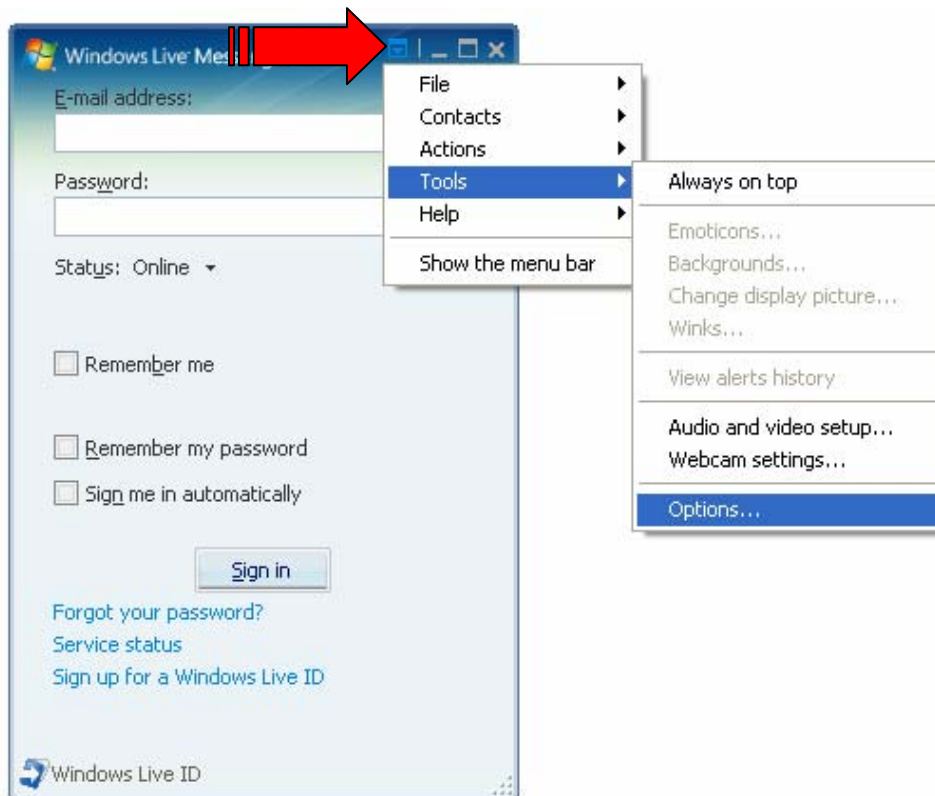 Windows Live Mes
E-mail address:
Password:
Status: Online
Remember me
Remember my password
Sign me in automatically
Sign in
Forgot your password?
Service status
Sign up for a Windows Live ID
Windows Live ID
File
Contacts
Actions
Tools
Help
Show the menu bar
Always on top
Emoticons...
Backgrounds...
Change display picture...
Winks...
View alerts history
Audio and video setup...
Webcam settings...
Options...